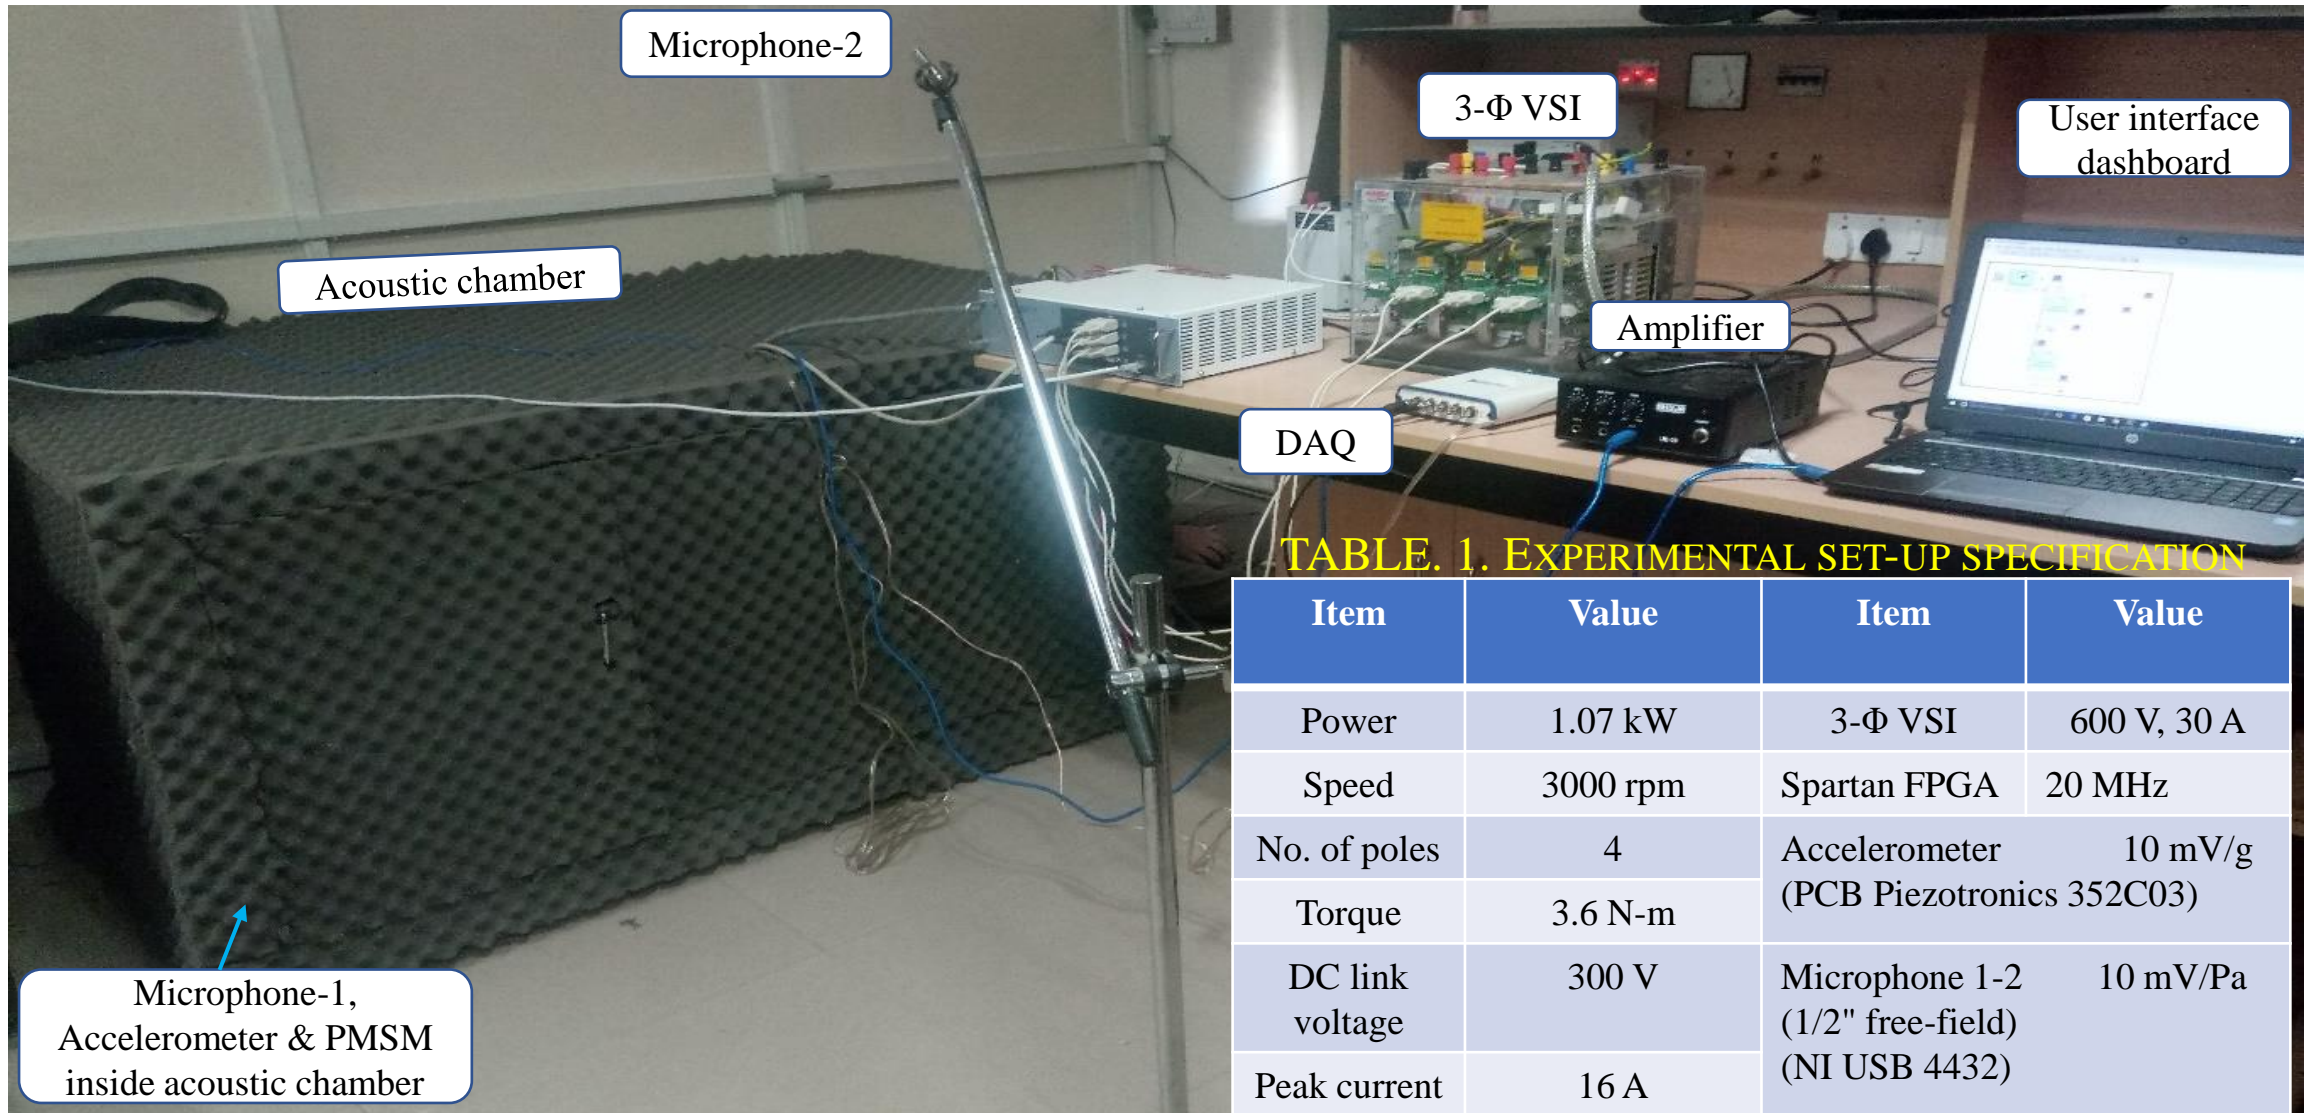 Microphone-2
3-Φ VSI
User interface
dashboard
Acoustic chamber
Amplifier
DAQ
Microphone-1,
Accelerometer & PMSM
inside acoustic chamber
TABLE. 1. EXPERIMENTAL SET-UP SPECIFICATION
Item Value Item Value
Power 1.07 kW 3-Φ VSI 600 V, 30 A
Speed 3000 rpm Spartan FPGA 20 MHz
No. of poles 4 Accelerometer 10 mV/g
(PCB Piezotronics 352C03)
Torque 3.6 N-m
DC link 300 V Microphone 1-2 10 mV/Pa
voltage (1/2" free-field)
(NI USB 4432)
Peak current 16 A